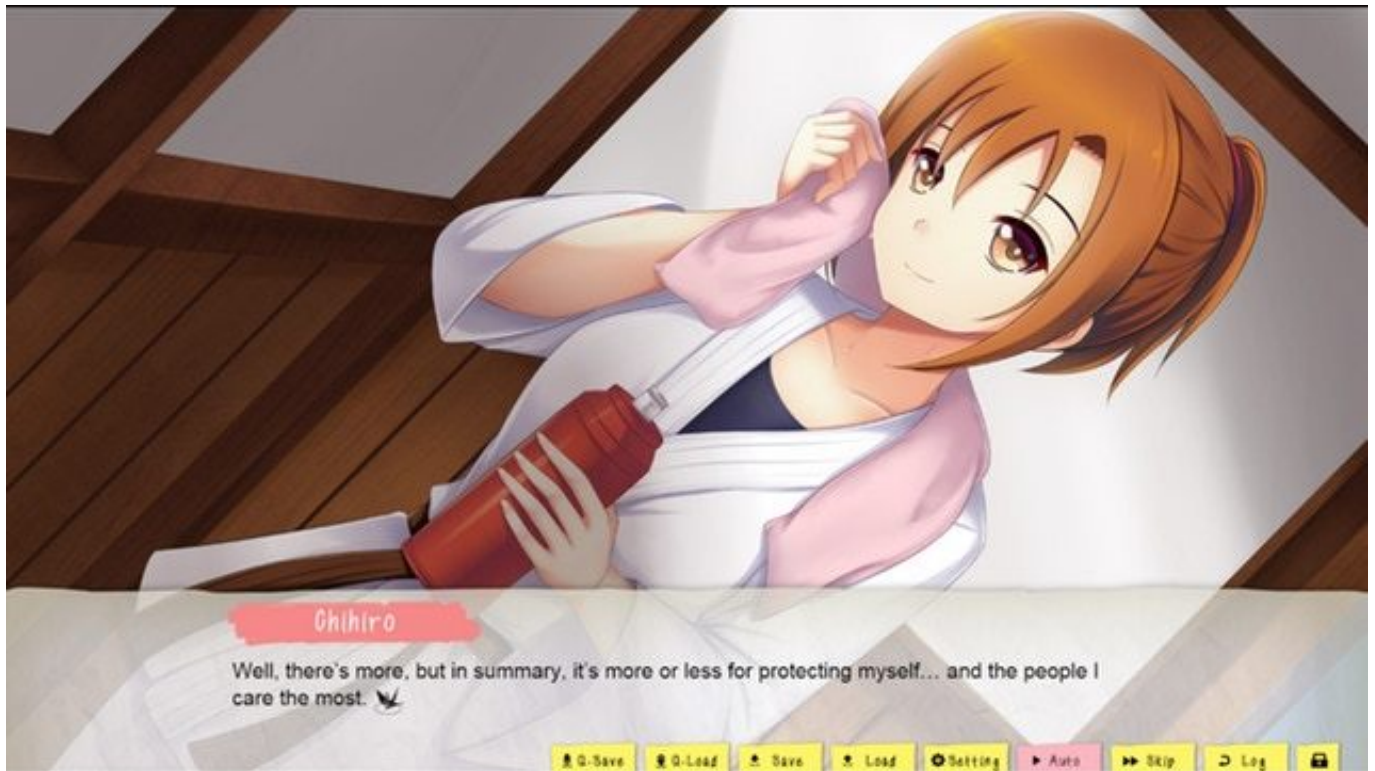 Chihiro
Well, there's more, but in summary, it's more or less for protecting myself... and the people I
care the most.
Q-Save Q-Load Save Load Setting Auto Skip Log